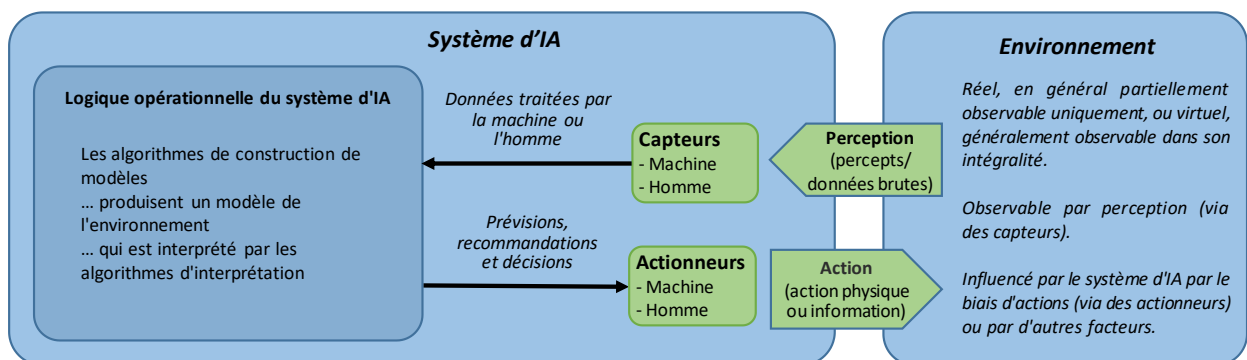 Système d'IA
Logique opérationnelle du système d'IA
Les algorithmes de construction de
modèles
... produisent un modèle de
l'environnement
... qui est interprété par les
algorithmes d'interprétation
Données traitées par
la machine ou
l'homme
Prévisions,
recommandations
et décisions
Capteurs
- Machine
- Homme
Actionneurs
- Machine
- Homme
Perception
(percepts/
données brutes)
Action
(action physique
ou information)
Environnement
Réel, en général partiellement
observable uniquement, ou virtuel,
généralement observable dans son
intégralité.
Observable par perception (via
des capteurs).
Influencé par le système d'IA par le
biais d'actions (via des actionneurs)
ou par d'autres facteurs.